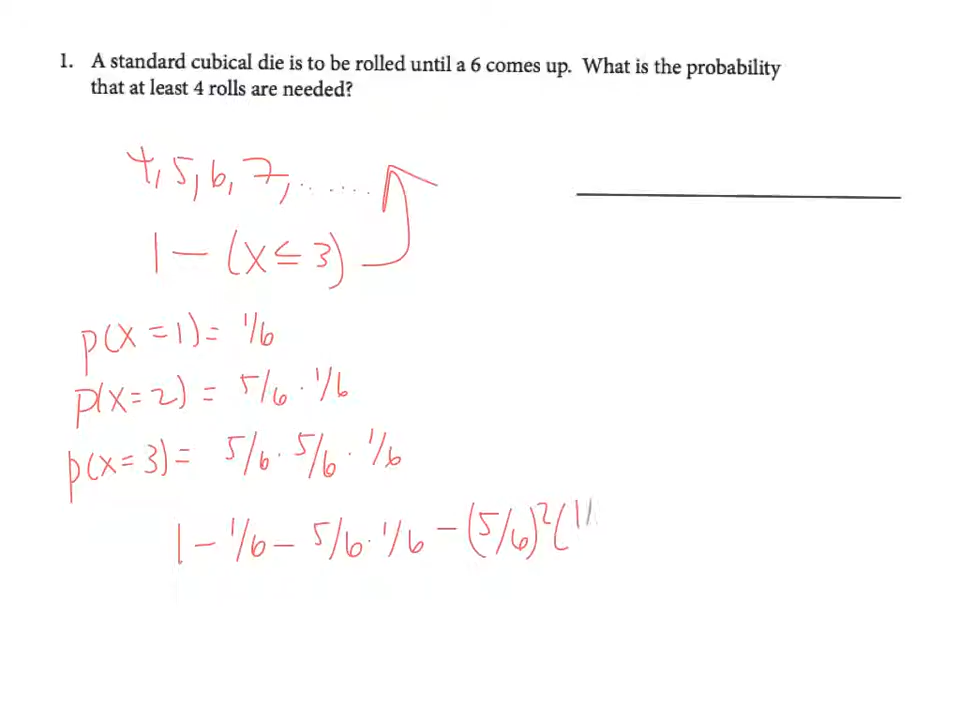 1. A standard cubical die is to be rolled until a 6 comes up. What is the probability
that at least 4 rolls are needed?
4, 5, 6, 7, ........
1 - (x ≤ 3)
p(x = 1) = 1/6
p(x = 2) = 5/6 · 1/6
p(x = 3) = 5/6 · 5/6 · 1/6
1 - 1/6 - 5/6 · 1/6 - (5/6)²(1/